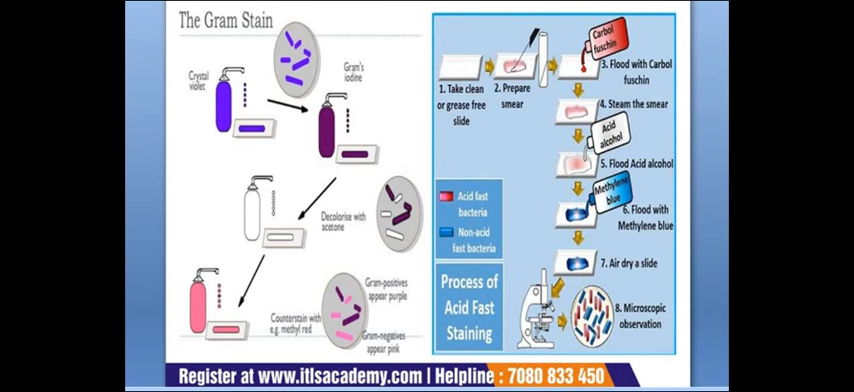 The Gram Stain
Crystal
violet
Gram's
iodine
Decolorise with
acetone
Counterstain with
e.g. methyl red
Gram-positives
appear purple
Gram-negatives
appear pink
Carbol
fuschin
1. Take clean
or grease free
slide
2. Prepare
smear
3. Flood with Carbol
fuschin
4. Steam the smear
Acid
alcohol
5. Flood Acid alcohol
Methylene
blue
6. Flood with
Methylene blue
7. Air dry a slide
8. Microscopic
observation
Acid fast
bacteria
Non-acid
fast bacteria
Process of
Acid Fast
Staining
Register at www.itlsacademy.com | Helpline : 7080 833 450